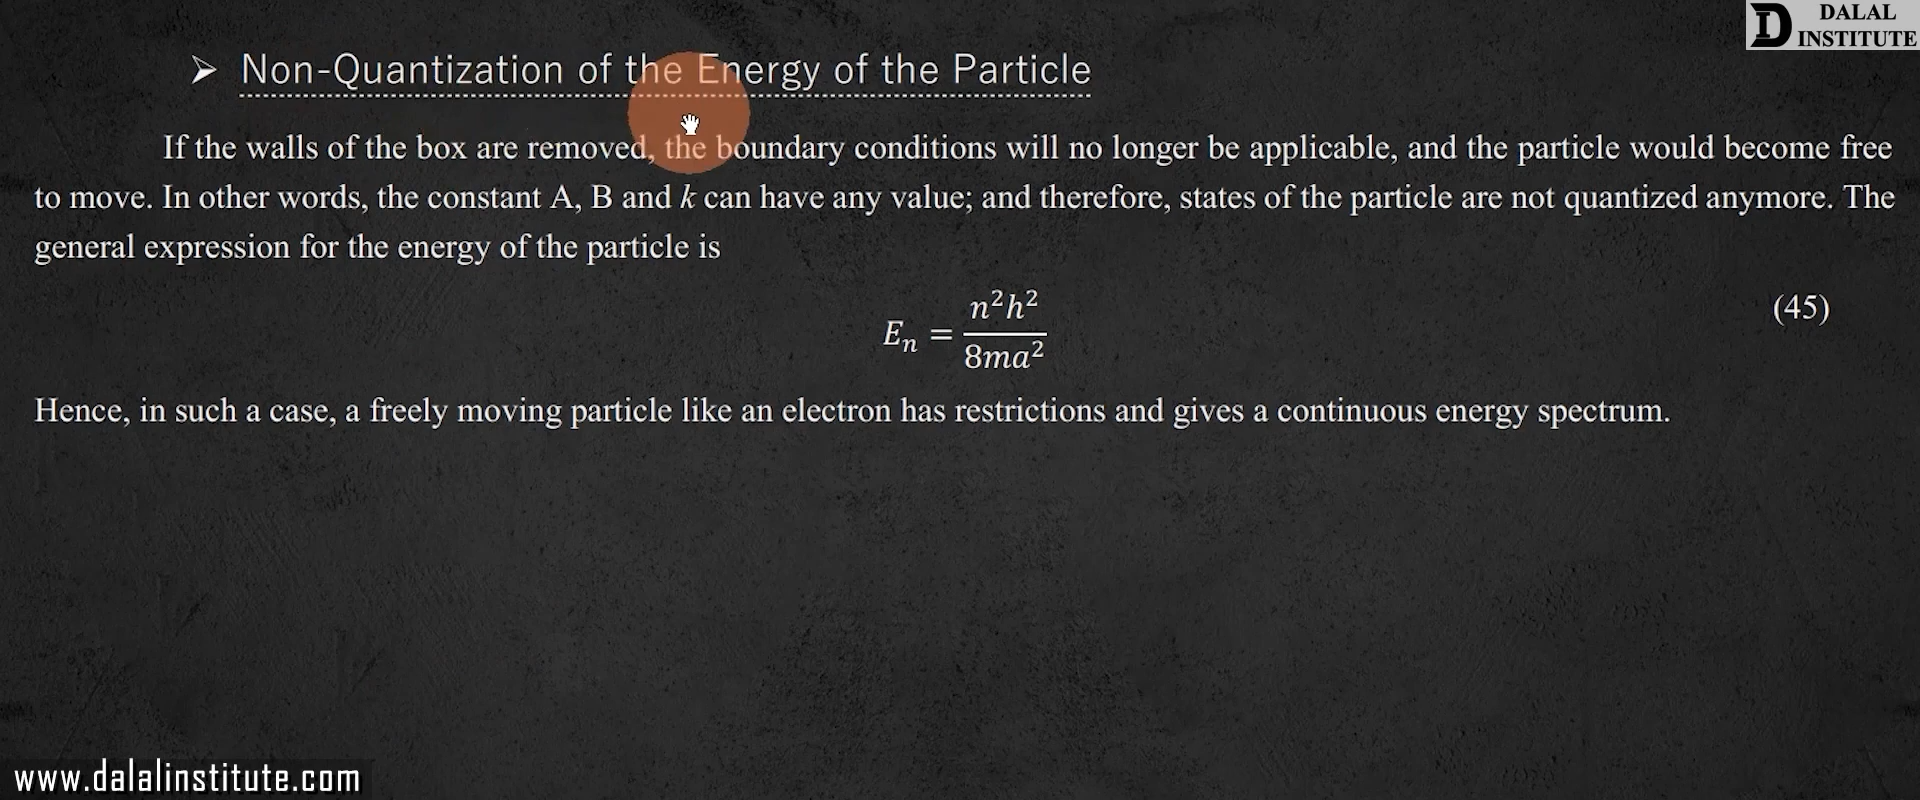 DALAL
INSTITUTE
➢ Non-Quantization of the Energy of the Particle
If the walls of the box are removed, the boundary conditions will no longer be applicable, and the particle would become free
to move. In other words, the constant A, B and k can have any value; and therefore, states of the particle are not quantized anymore. The
general expression for the energy of the particle is
Eₙ = n²h² / 8ma² (45)
Hence, in such a case, a freely moving particle like an electron has restrictions and gives a continuous energy spectrum.
www.dalalinstitute.com